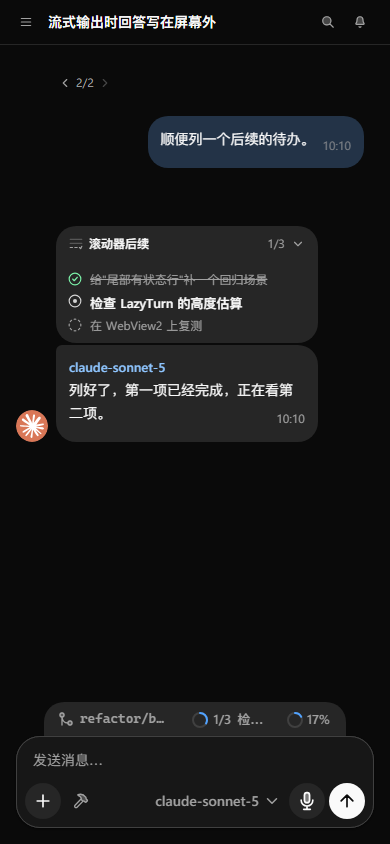 流式输出时回答写在屏幕外
2/2
顺便列一个后续的待办。 10:10
滚动器后续 1/3
给"尾部有状态行"补一个回归场景
检查 LazyTurn 的高度估算
在 WebView2 上复测
claude-sonnet-5
列好了，第一项已经完成，正在看第
二项。 10:10
refactor/b… 1/3 检… 17%
发送消息…
claude-sonnet-5